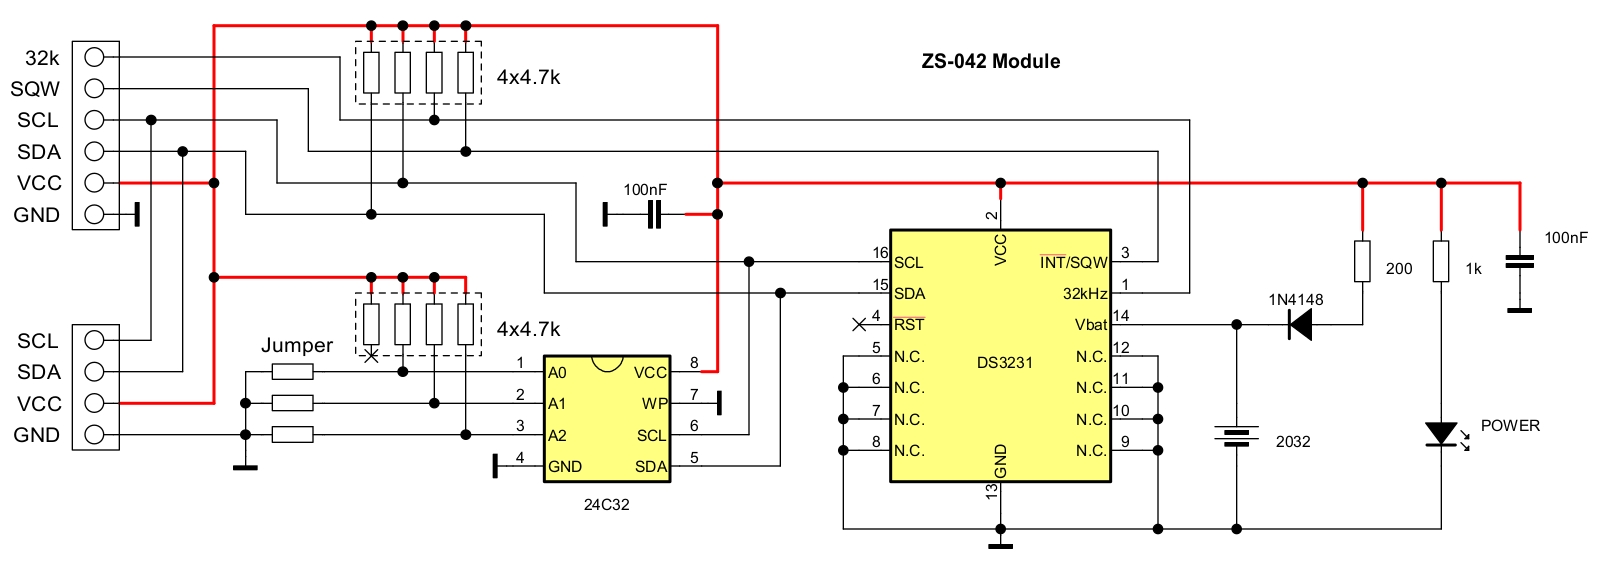 ZS-042 Module
32k
SQW
SCL
SDA
VCC
GND
4x4.7k
100nF
SCL
SDA
VCC
GND
Jumper
4x4.7k
1 A0
2 A1
3 A2
4 GND
VCC 8
WP 7
SCL 6
SDA 5
24C32
2 VCC
16 SCL
15 SDA
4 RST
5 N.C.
6 N.C.
7 N.C.
8 N.C.
DS3231
INT/SQW 3
32kHz 1
Vbat 14
N.C. 12
N.C. 11
N.C. 10
N.C. 9
GND 13
1N4148
200
1k
100nF
2032
POWER